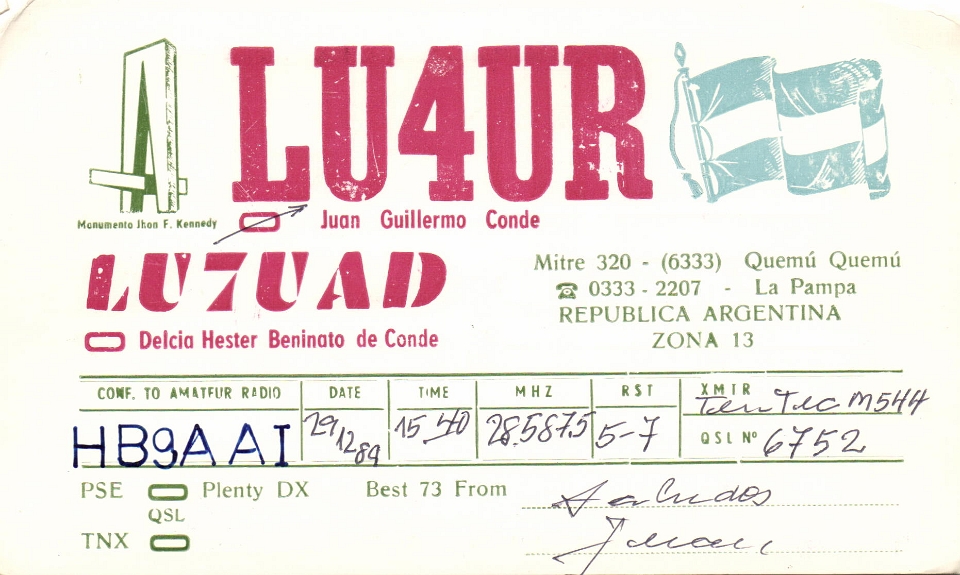 LU4UR
Monumento Jhon F. Kennedy
Juan Guillermo Conde
LU7UAD
Delcia Hester Beninato de Conde
Mitre 320 - (6333) Quemú Quemú
☎ 0333-2207 - La Pampa
REPUBLICA ARGENTINA
ZONA 13
CONF. TO AMATEUR RADIO DATE TIME MHZ RST XMTR TenTec M544
HB9AAI 29/12/89 15 40 28.587.5 5-7 QSL Nº 6752
PSE Plenty DX Best 73 From
QSL
TNX
Saludos
Juan